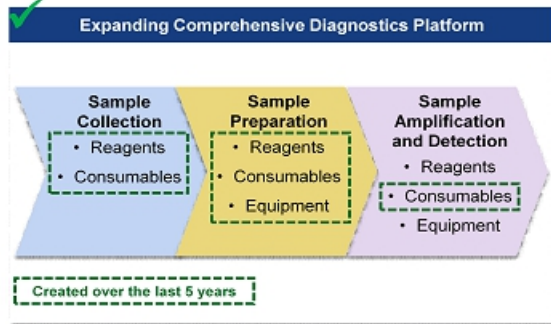 Expanding Comprehensive Diagnostics Platform
Sample
Collection
• Reagents
• Consumables
Sample
Preparation
• Reagents
• Consumables
• Equipment
Sample
Amplification
and Detection
• Reagents
• Consumables
• Equipment
Created over the last 5 years